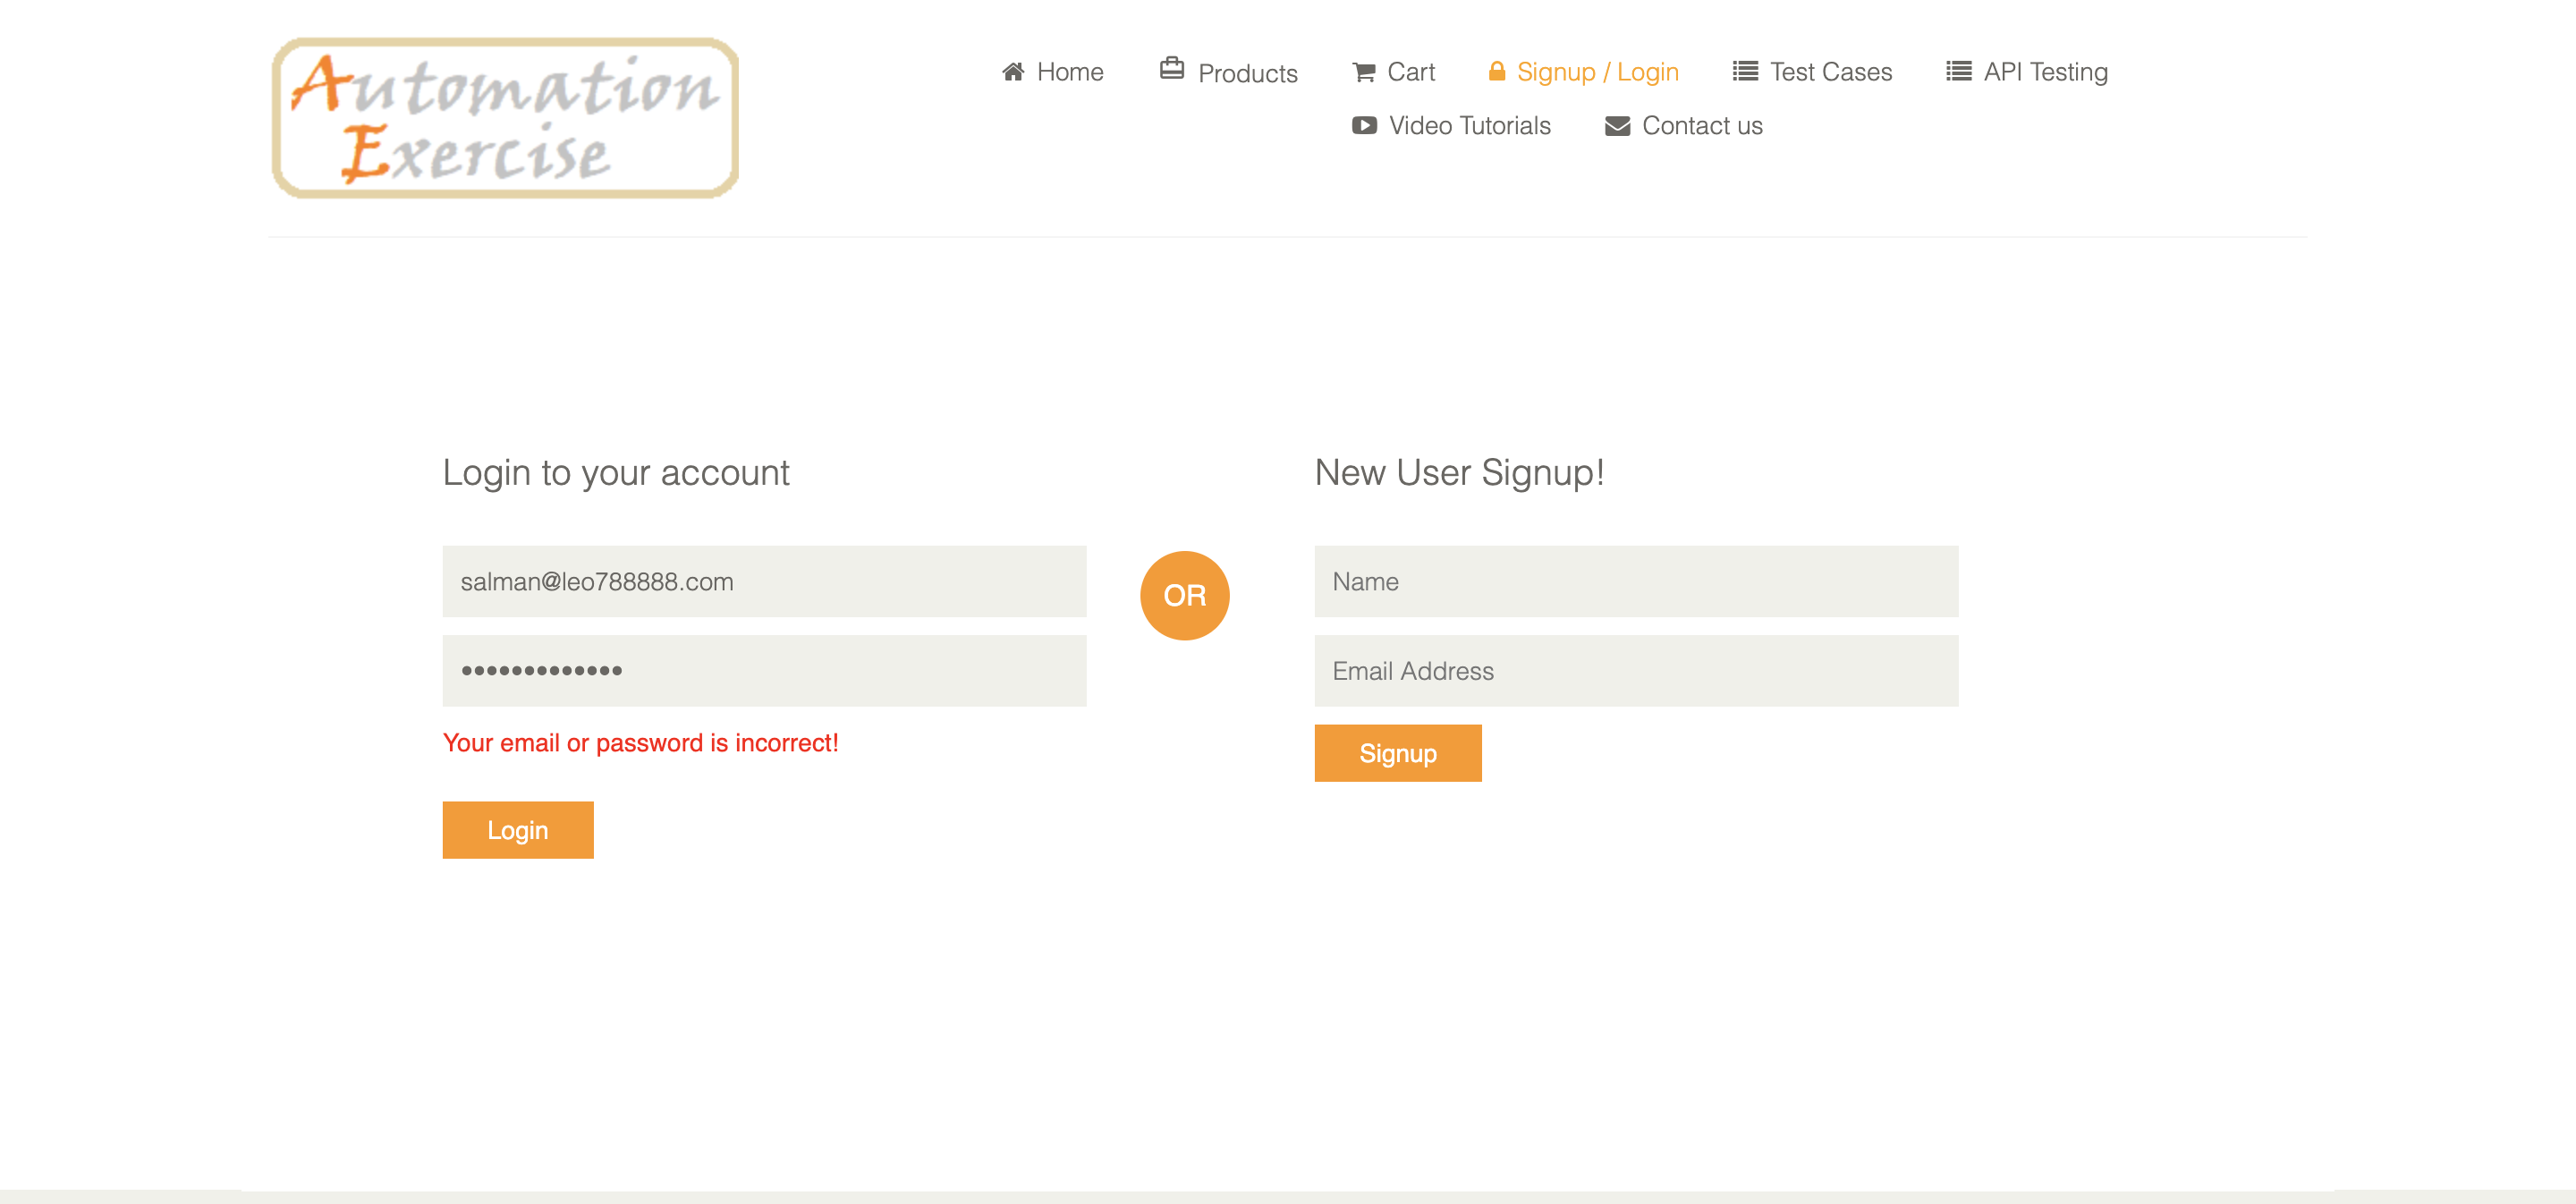 Automation
Exercise
Home Products Cart Signup / Login Test Cases API Testing
Video Tutorials Contact us
Login to your account
salman@leo788888.com
•••••••••••••
Your email or password is incorrect!
Login
OR
New User Signup!
Name
Email Address
Signup